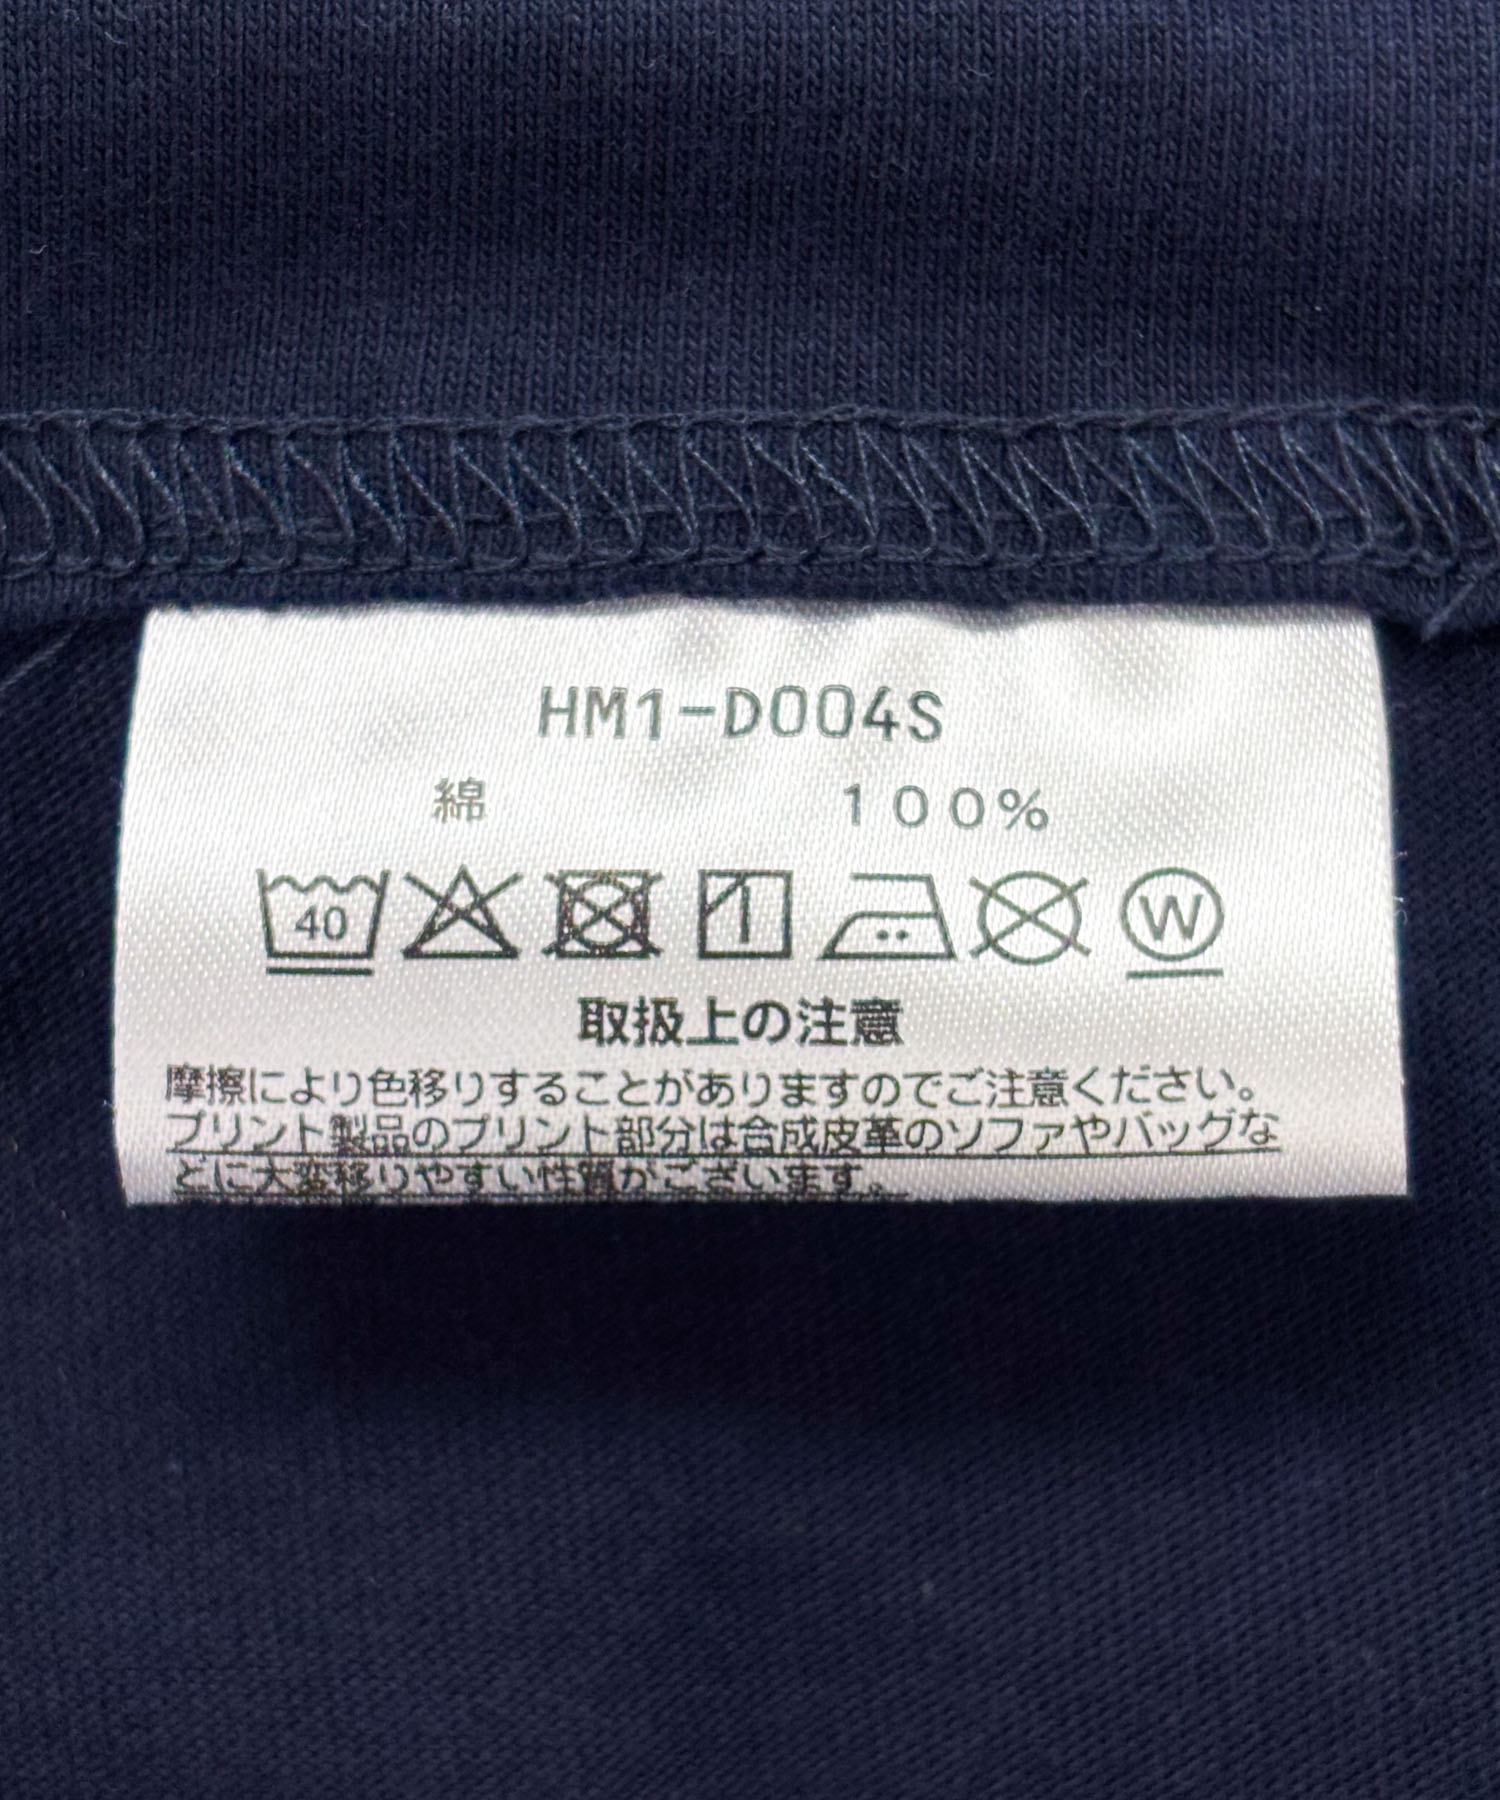 HM1-D004S
綿 100%
40 W
取扱上の注意
摩擦により色移りすることがありますのでご注意ください。
プリント製品のプリント部分は合成皮革のソファやバッグな
どに大変移りやすい性質がございます。